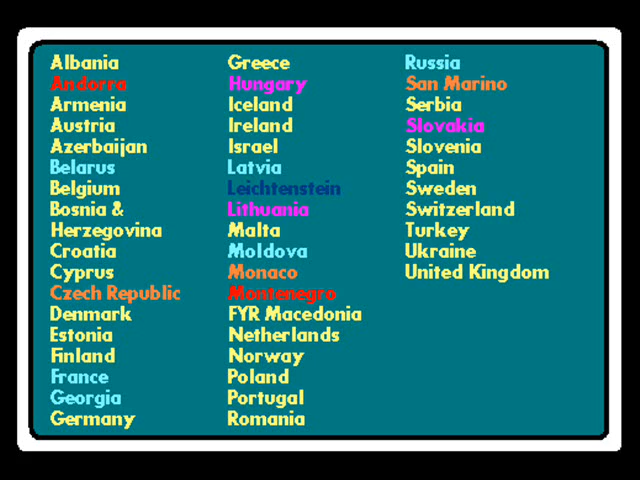 Albania
Andorra
Armenia
Austria
Azerbaijan
Belarus
Belgium
Bosnia &
Herzegovina
Croatia
Cyprus
Czech Republic
Denmark
Estonia
Finland
France
Georgia
Germany
Greece
Hungary
Iceland
Ireland
Israel
Latvia
Leichtenstein
Lithuania
Malta
Moldova
Monaco
Montenegro
FYR Macedonia
Netherlands
Norway
Poland
Portugal
Romania
Russia
San Marino
Serbia
Slovakia
Slovenia
Spain
Sweden
Switzerland
Turkey
Ukraine
United Kingdom